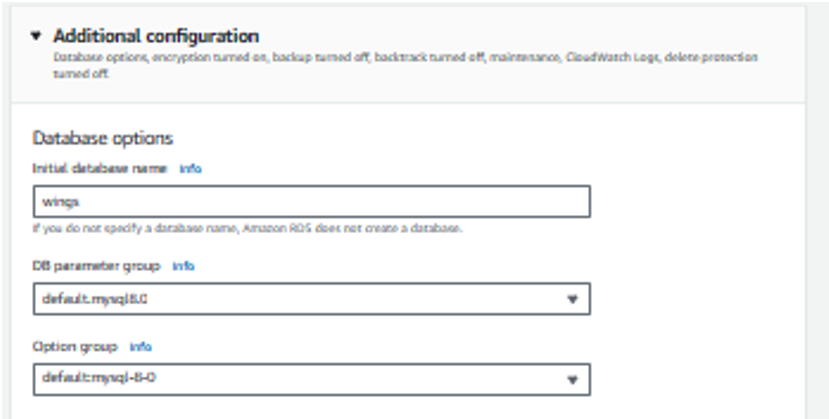 Additional configuration
Database options, encryption turned on, backup turned off, backtrack turned off, maintenance, CloudWatch Logs, delete protection
turned off.
Database options
Initial database name Info
wings
If you do not specify a database name, Amazon RDS does not create a database.
DB parameter group Info
default.mysql8.0
Option group Info
default:mysql-8-0